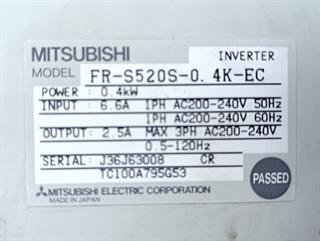 MITSUBISHI INVERTER
MODEL FR-S520S-0.4K-EC
POWER : 0.4kW
INPUT : 6.6A 1PH AC200-240V 50Hz
1PH AC200-240V 60Hz
OUTPUT: 2.5A MAX 3PH AC200-240V
0.5-120Hz
SERIAL: J36J63008 CR
TC100A795G53
PASSED
MITSUBISHI ELECTRIC CORPORATION
MADE IN JAPAN